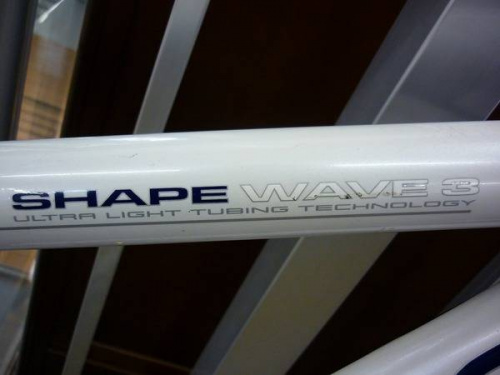 SHAPE WAVE 3
ULTRA LIGHT TUBING TECHNOLOGY